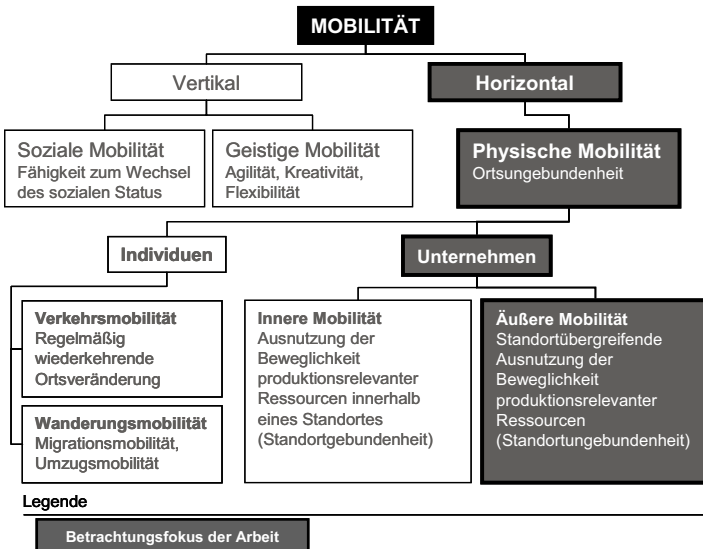 MOBILITÄT
Vertikal
Horizontal
Soziale Mobilität
Fähigkeit zum Wechsel
des sozialen Status
Geistige Mobilität
Agilität, Kreativität,
Flexibilität
Physische Mobilität
Ortsungebundenheit
Individuen
Unternehmen
Verkehrsmobilität
Regelmäßig
wiederkehrende
Ortsveränderung
Wanderungsmobilität
Migrationsmobilität,
Umzugsmobilität
Innere Mobilität
Ausnutzung der
Beweglichkeit
produktionsrelevanter
Ressourcen innerhalb
eines Standortes
(Standortgebundenheit)
Äußere Mobilität
Standortübergreifende
Ausnutzung der
Beweglichkeit
produktionsrelevanter
Ressourcen
(Standortungebundenheit)
Legende
Betrachtungsfokus der Arbeit